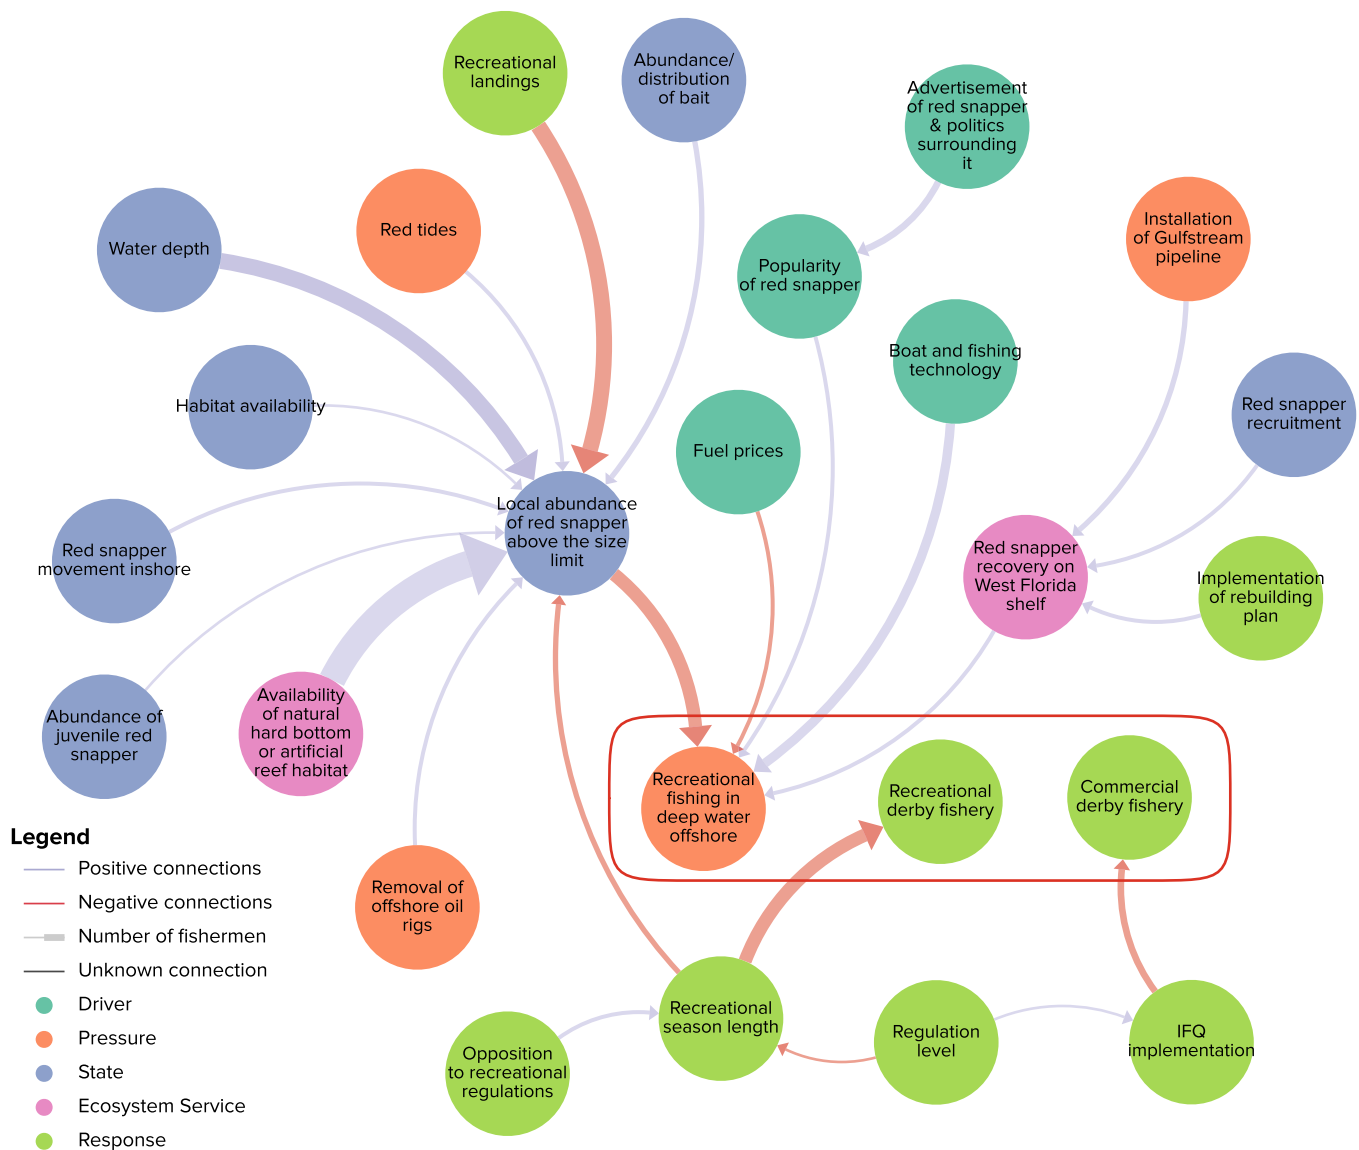 Recreational
landings
Abundance/
distribution
of bait
Advertisement
of red snapper
& politics
surrounding
it
Red tides
Water depth
Installation
of Gulfstream
pipeline
Popularity
of red snapper
Boat and fishing
technology
Habitat availability
Red snapper
recruitment
Fuel prices
Local abundance
of red snapper
above the size
limit
Red snapper
movement inshore
Red snapper
recovery on
West Florida
shelf
Implementation
of rebuilding
plan
Abundance of
juvenile red
snapper
Availability
of natural
hard bottom
or artificial
reef habitat
Recreational
fishing in
deep water
offshore
Recreational
derby fishery
Commercial
derby fishery
Removal of
offshore oil
rigs
Recreational
season length
Regulation
level
IFQ
implementation
Opposition
to recreational
regulations
Legend
Positive connections
Negative connections
Number of fishermen
Unknown connection
Driver
Pressure
State
Ecosystem Service
Response